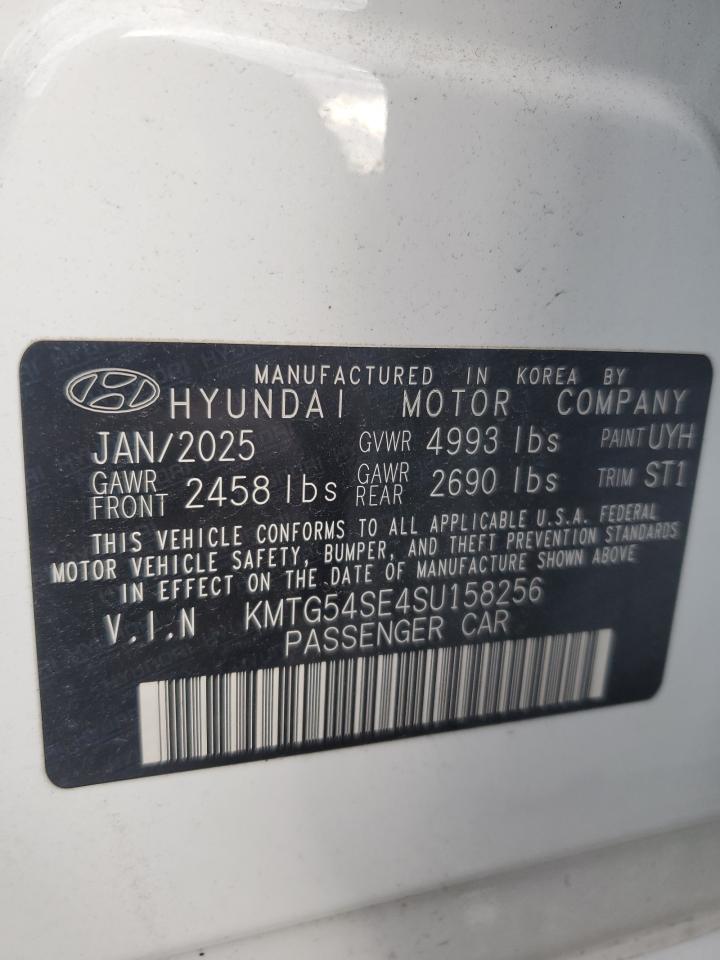 MANUFACTURED IN KOREA BY
HYUNDAI MOTOR COMPANY
JAN/2025 GVWR 4993 lbs PAINT UYH
GAWR FRONT 2458 lbs GAWR REAR 2690 lbs TRIM ST1
THIS VEHICLE CONFORMS TO ALL APPLICABLE U.S.A. FEDERAL
MOTOR VEHICLE SAFETY, BUMPER, AND THEFT PREVENTION STANDARDS
IN EFFECT ON THE DATE OF MANUFACTURE SHOWN ABOVE
V.I.N KMTG54SE4SU158256
PASSENGER CAR